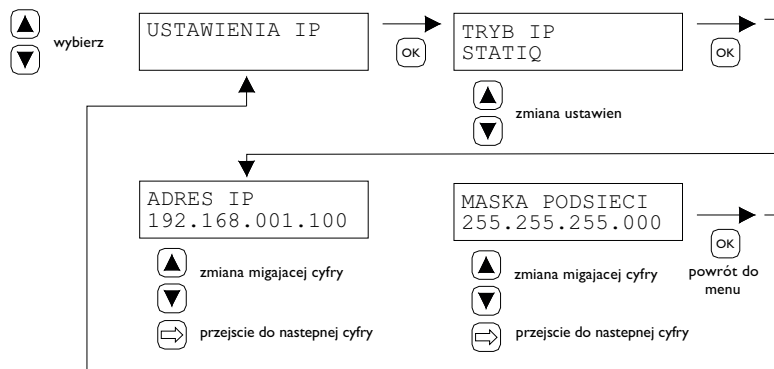 wybierz
USTAWIENIA IP
OK
TRYB IP
STATIQ
OK
zmiana ustawien
ADRES IP
192.168.001.100
zmiana migajacej cyfry
przejscie do nastepnej cyfry
MASKA PODSIECI
255.255.255.000
zmiana migajacej cyfry
przejscie do nastepnej cyfry
OK
powrót do
menu